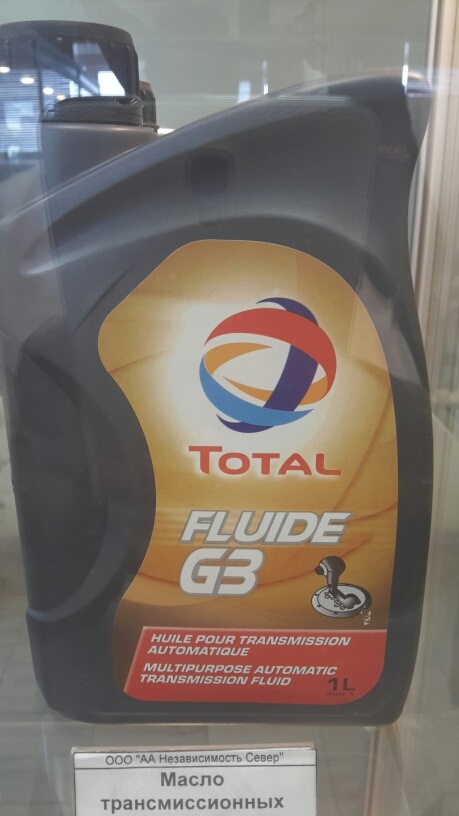 TOTAL
FLUIDE
G3
HUILE POUR TRANSMISSION
AUTOMATIQUE
MULTIPURPOSE AUTOMATIC
TRANSMISSION FLUID
1L
ООО "АА Независимость Север"
Масло
трансмиссионных